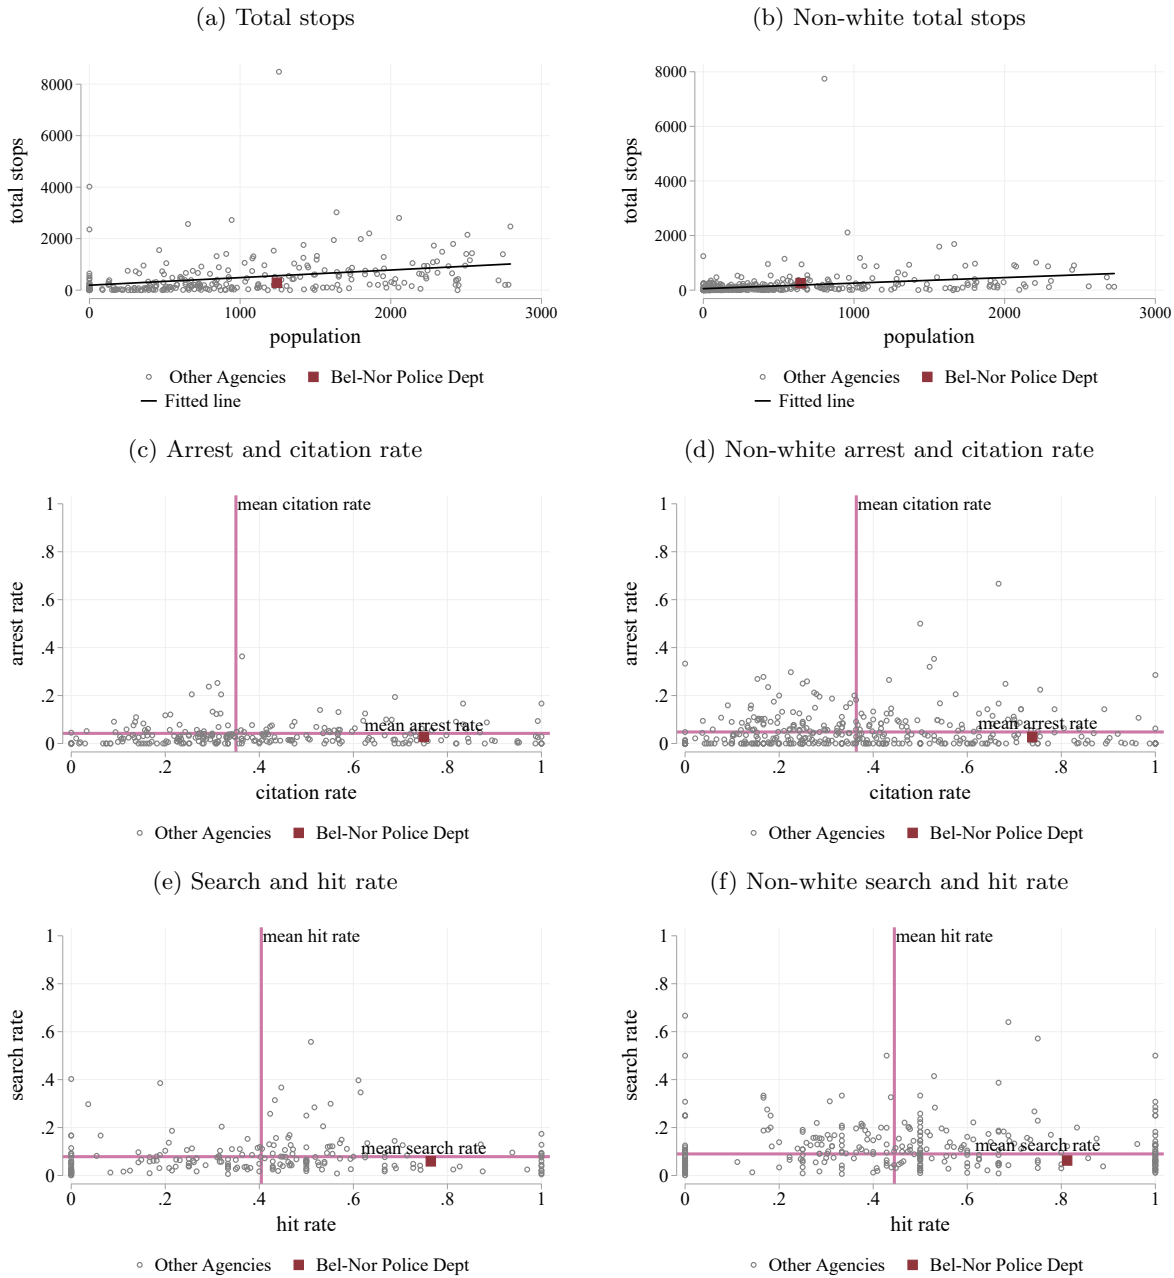 (a) Total stops
(b) Non-white total stops
8000
6000
4000
2000
0
total stops
0 1000 2000 3000
population
Other Agencies Bel-Nor Police Dept
Fitted line
8000
6000
4000
2000
0
total stops
0 1000 2000 3000
population
Other Agencies Bel-Nor Police Dept
Fitted line
(c) Arrest and citation rate
(d) Non-white arrest and citation rate
1
.8
.6
.4
.2
0
arrest rate
mean citation rate
mean arrest rate
0 .2 .4 .6 .8 1
citation rate
Other Agencies Bel-Nor Police Dept
1
.8
.6
.4
.2
0
arrest rate
mean citation rate
mean arrest rate
0 .2 .4 .6 .8 1
citation rate
Other Agencies Bel-Nor Police Dept
(e) Search and hit rate
(f) Non-white search and hit rate
1
.8
.6
.4
.2
0
search rate
mean hit rate
mean search rate
0 .2 .4 .6 .8 1
hit rate
Other Agencies Bel-Nor Police Dept
1
.8
.6
.4
.2
0
search rate
mean hit rate
mean search rate
0 .2 .4 .6 .8 1
hit rate
Other Agencies Bel-Nor Police Dept